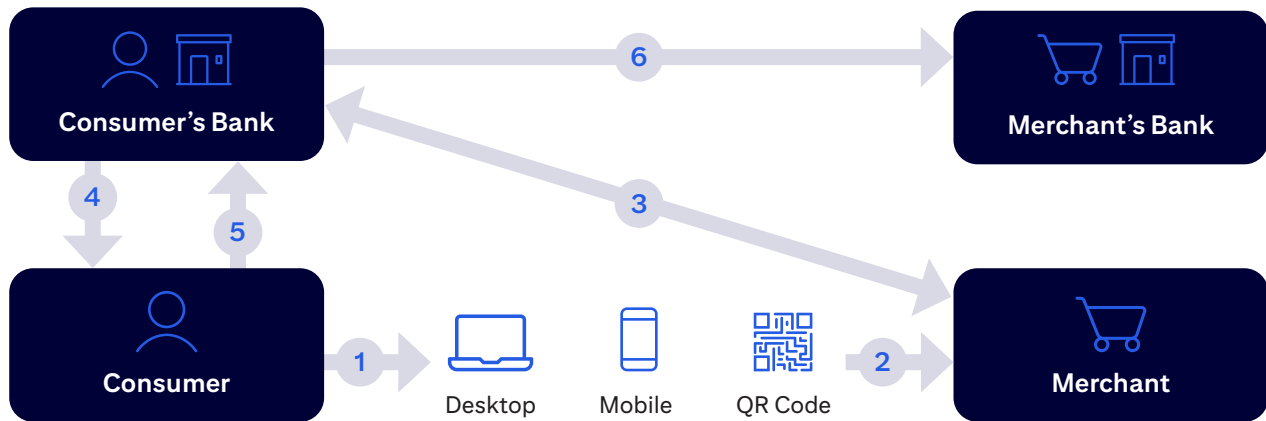 6
Consumer’s Bank
Merchant’s Bank
4
5
3
1
2
Consumer
Desktop
Mobile
QR Code
Merchant